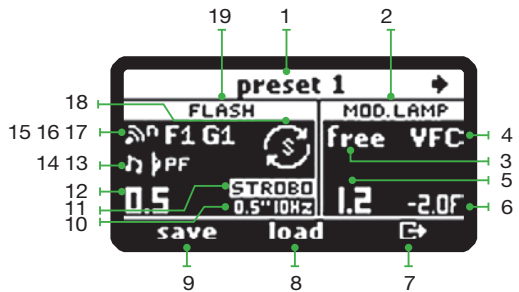 19 1 2
preset 1
18 FLASH MOD.LAMP
15 16 17 n F1 G1 S free VFC 4
3
14 13 PF 5
12 0.5 STROBO 1.2 -2.0F 6
11 0.5"10Hz
10
save load
9 8 7